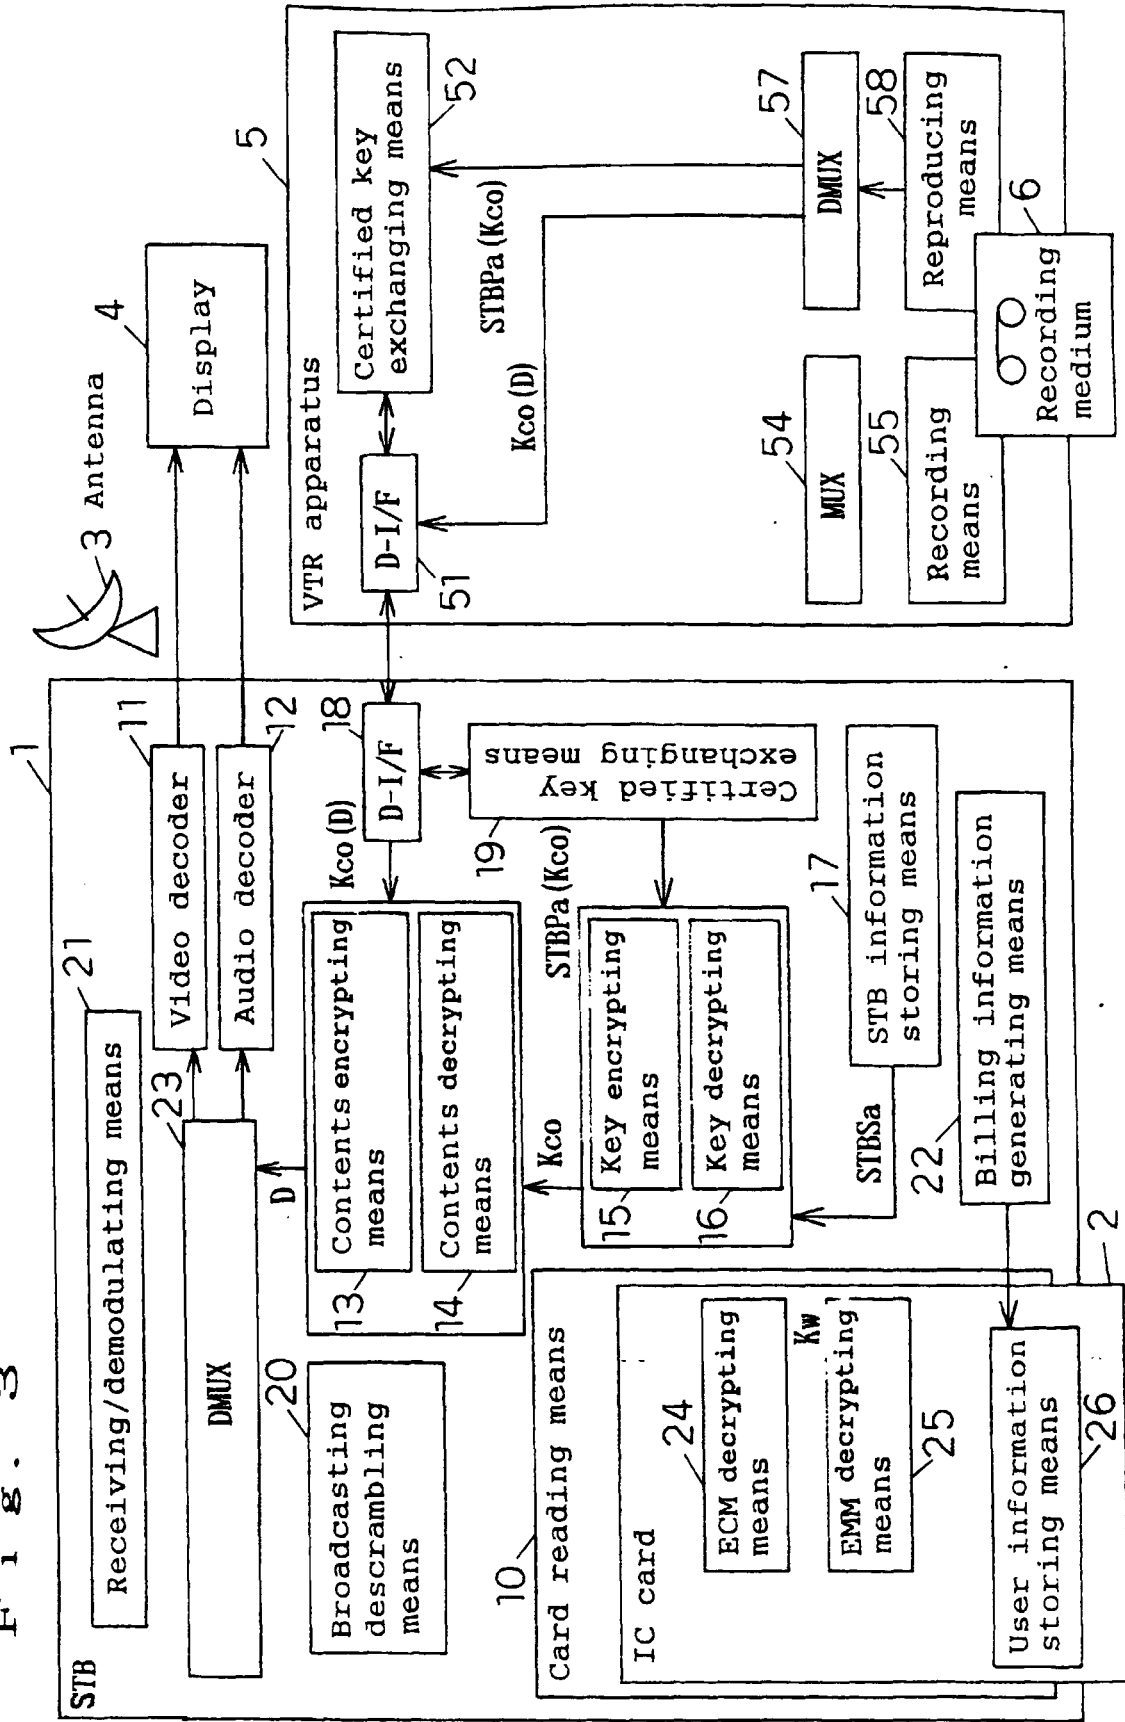 Fig. 3
STB
1
Receiving/demodulating means
21
DMUX
23
Video decoder
11
Audio decoder
12
3 Antenna
4
Display
Broadcasting
descrambling
means
20
D
Contents encrypting
means
13
Contents decrypting
means
14
Kco(D)
D-I/F
18
Certified key
exchanging means
19
STBPa(Kco)
Kco
Key encrypting
means
15
Key decrypting
means
16
STB information
storing means
17
STBSa
Billing information
generating means
22
Card reading means
10
IC card
2
ECM decrypting
means
24
Kw
EMM decrypting
means
25
User information
storing means
26
VTR apparatus
5
D-I/F
51
Certified key
exchanging means
52
STBPa(Kco)
Kco(D)
MUX
54
DMUX
57
Recording
means
55
Reproducing
means
58
Recording
medium
6